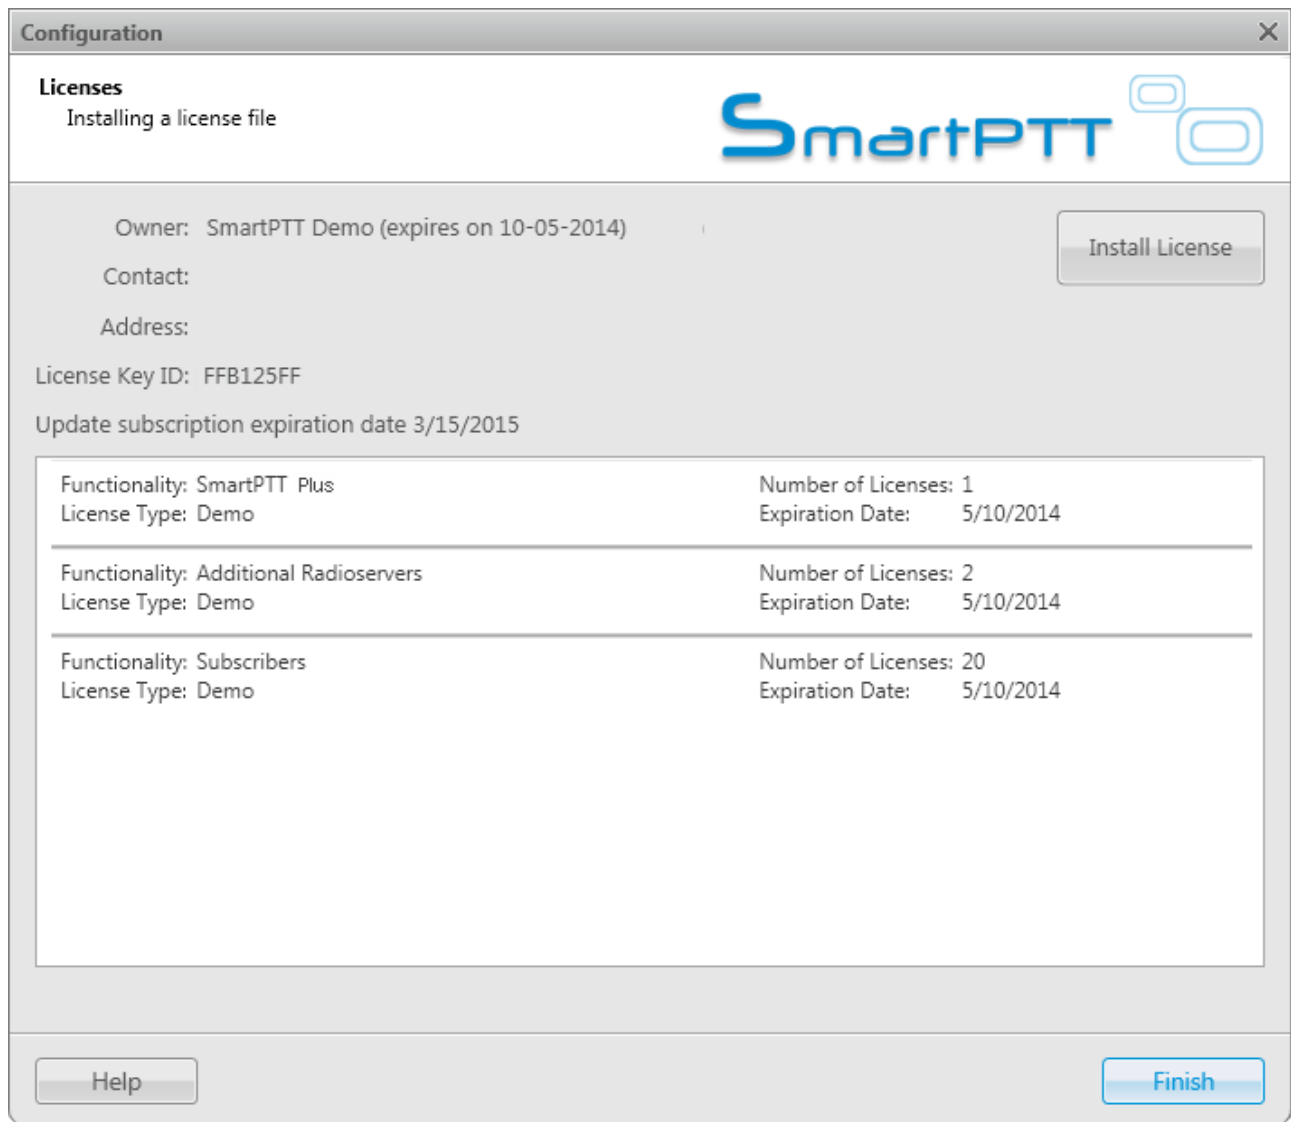 Configuration
Licenses
Installing a license file
SmartPTT
Owner: SmartPTT Demo (expires on 10-05-2014)
Install License
Contact:
Address:
License Key ID: FFB125FF
Update subscription expiration date 3/15/2015
Functionality: SmartPTT Plus Number of Licenses: 1
License Type: Demo Expiration Date: 5/10/2014
Functionality: Additional Radioservers Number of Licenses: 2
License Type: Demo Expiration Date: 5/10/2014
Functionality: Subscribers Number of Licenses: 20
License Type: Demo Expiration Date: 5/10/2014
Help Finish